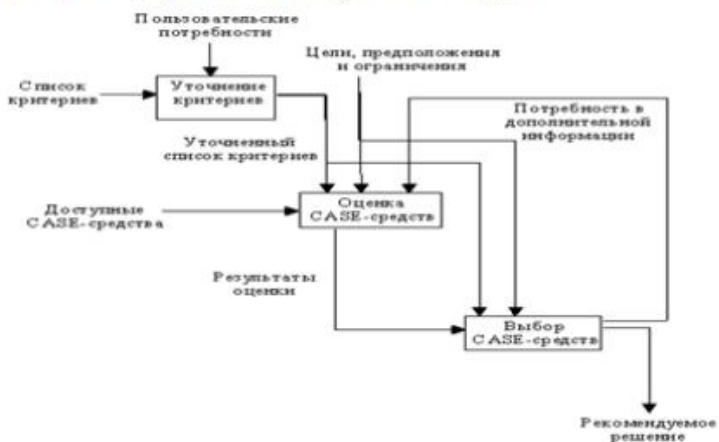 Пользовательские
потребности
Цели, предположения
и ограничения
Список
критериев
Уточнение
критериев
Потребность в
дополнительной
информации
Уточненный
список критериев
Доступные
CASE-средства
Оценка
CASE-средств
Результаты
оценки
Выбор
CASE-средств
Рекомендуемое
решение